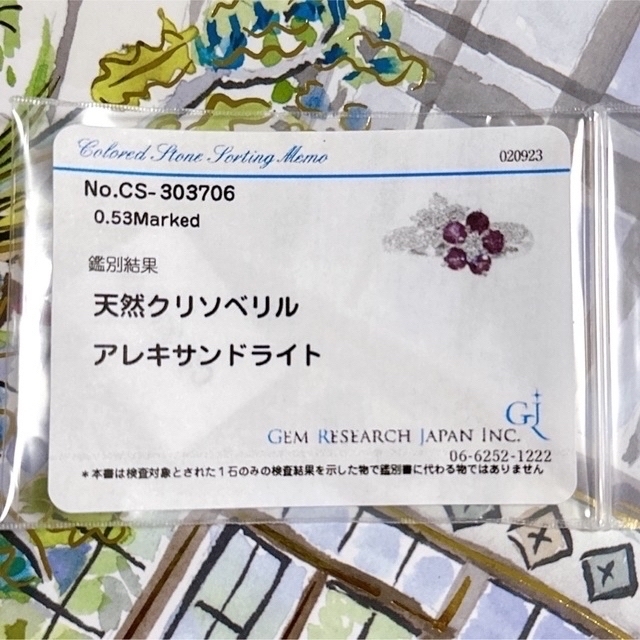 Colored Stone Sorting Memo 020923
No.CS-303706
0.53Marked
鑑別結果
天然クリソベリル
アレキサンドライト
GJ
GEM RESEARCH JAPAN INC.
06-6252-1222
*本書は検査対象とされた1石のみの検査結果を示した物で鑑別書に代わる物ではありません